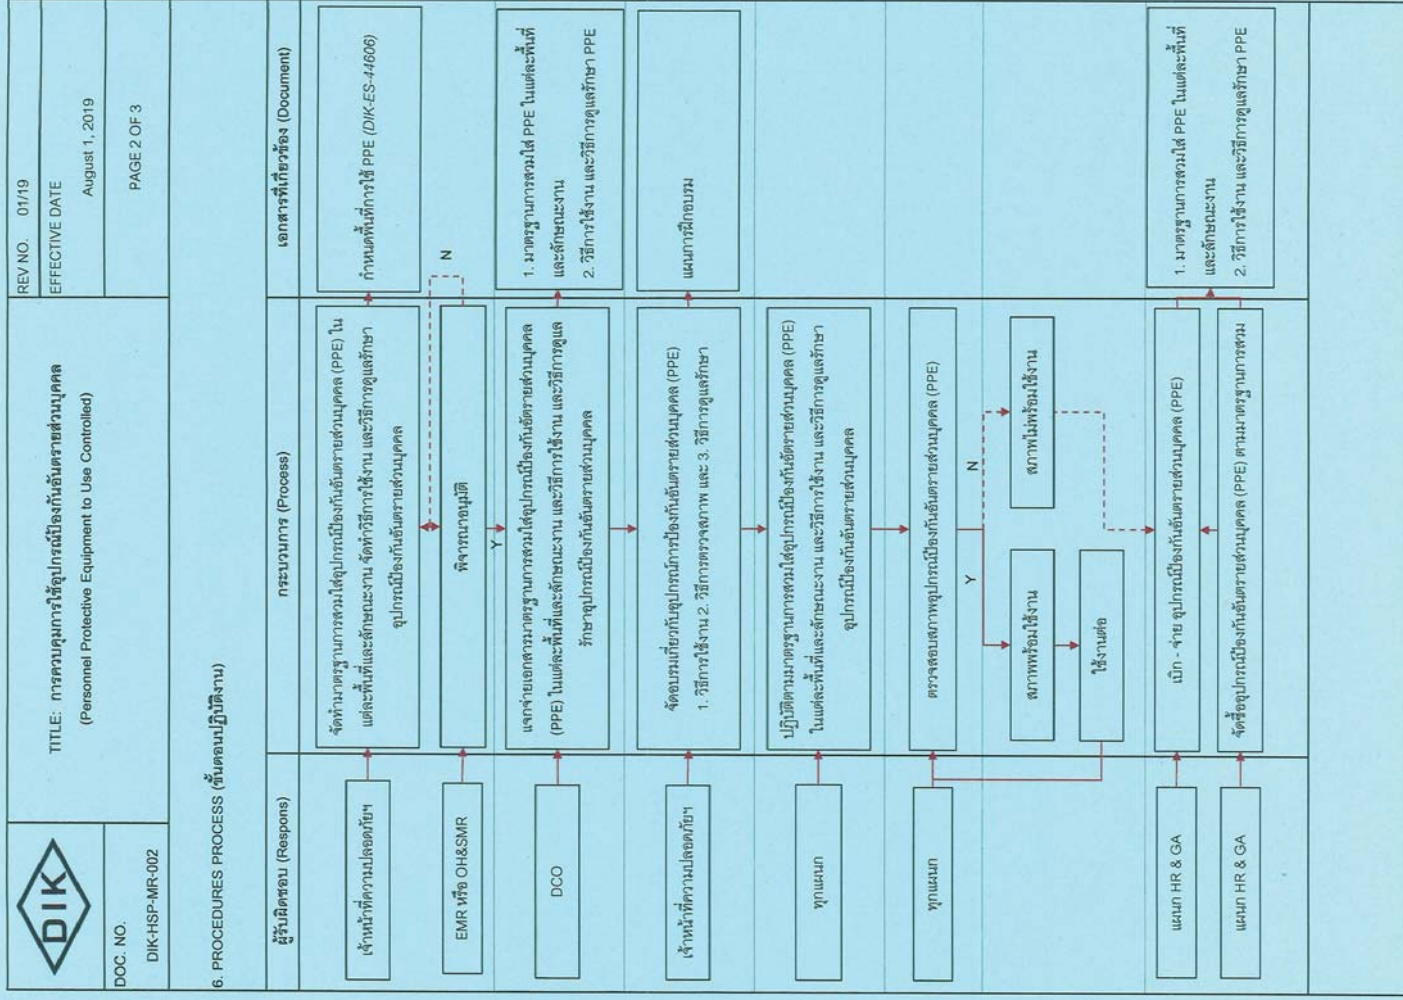 DIK
DOC. NO.
DIK-HSP-MR-002
TITLE: การควบคุมการใช้อุปกรณ์ป้องกันอันตรายส่วนบุคคล
(Personnel Protective Equipment to Use Controlled)
REV NO. 01/19
EFFECTIVE DATE
August 1, 2019
PAGE 2 OF 3
6. PROCEDURES PROCESS (ขั้นตอนปฏิบัติงาน)
ผู้รับผิดชอบ (Respons)
กระบวนการ (Process)
เอกสารที่เกี่ยวข้อง (Document)
เจ้าหน้าที่ความปลอดภัยฯ
จัดทำมาตรฐานการสวมใส่อุปกรณ์ป้องกันอันตรายส่วนบุคคล (PPE) ใน
แต่ละพื้นที่และลักษณะงาน จัดทำวิธีการใช้งาน และวิธีการดูแลรักษา
อุปกรณ์ป้องกันอันตรายส่วนบุคคล
กำหนดพื้นที่การใช้ PPE (DIK-ES-44606)
EMR หรือ OH&SMR
พิจารณาอนุมัติ
N
Y
DCO
แจกจ่ายเอกสารมาตรฐานการสวมใส่อุปกรณ์ป้องกันอันตรายส่วนบุคคล
(PPE) ในแต่ละพื้นที่และลักษณะงาน และวิธีการใช้งาน และวิธีการดูแล
รักษาอุปกรณ์ป้องกันอันตรายส่วนบุคคล
1. มาตรฐานการสวมใส่ PPE ในแต่ละพื้นที่
และลักษณะงาน
2. วิธีการใช้งาน และวิธีการดูแลรักษา PPE
เจ้าหน้าที่ความปลอดภัยฯ
จัดอบรมเกี่ยวกับอุปกรณ์การป้องกันอันตรายส่วนบุคคล (PPE)
1. วิธีการใช้งาน 2. วิธีการตรวจสภาพ และ 3. วิธีการดูแลรักษา
แผนการฝึกอบรม
ทุกแผนก
ปฏิบัติตามมาตรฐานการสวมใส่อุปกรณ์ป้องกันอันตรายส่วนบุคคล (PPE)
ในแต่ละพื้นที่และลักษณะงาน และวิธีการใช้งาน และวิธีการดูแลรักษา
อุปกรณ์ป้องกันอันตรายส่วนบุคคล
ทุกแผนก
ตรวจสอบสภาพอุปกรณ์ป้องกันอันตรายส่วนบุคคล (PPE)
Y
N
สภาพพร้อมใช้งาน
สภาพไม่พร้อมใช้งาน
ใช้งานต่อ
แผนก HR & GA
เบิก - จ่าย อุปกรณ์ป้องกันอันตรายส่วนบุคคล (PPE)
1. มาตรฐานการสวมใส่ PPE ในแต่ละพื้นที่
และลักษณะงาน
2. วิธีการใช้งาน และวิธีการดูแลรักษา PPE
แผนก HR & GA
จัดซื้ออุปกรณ์ป้องกันอันตรายส่วนบุคคล (PPE) ตามมาตรฐานการสวม